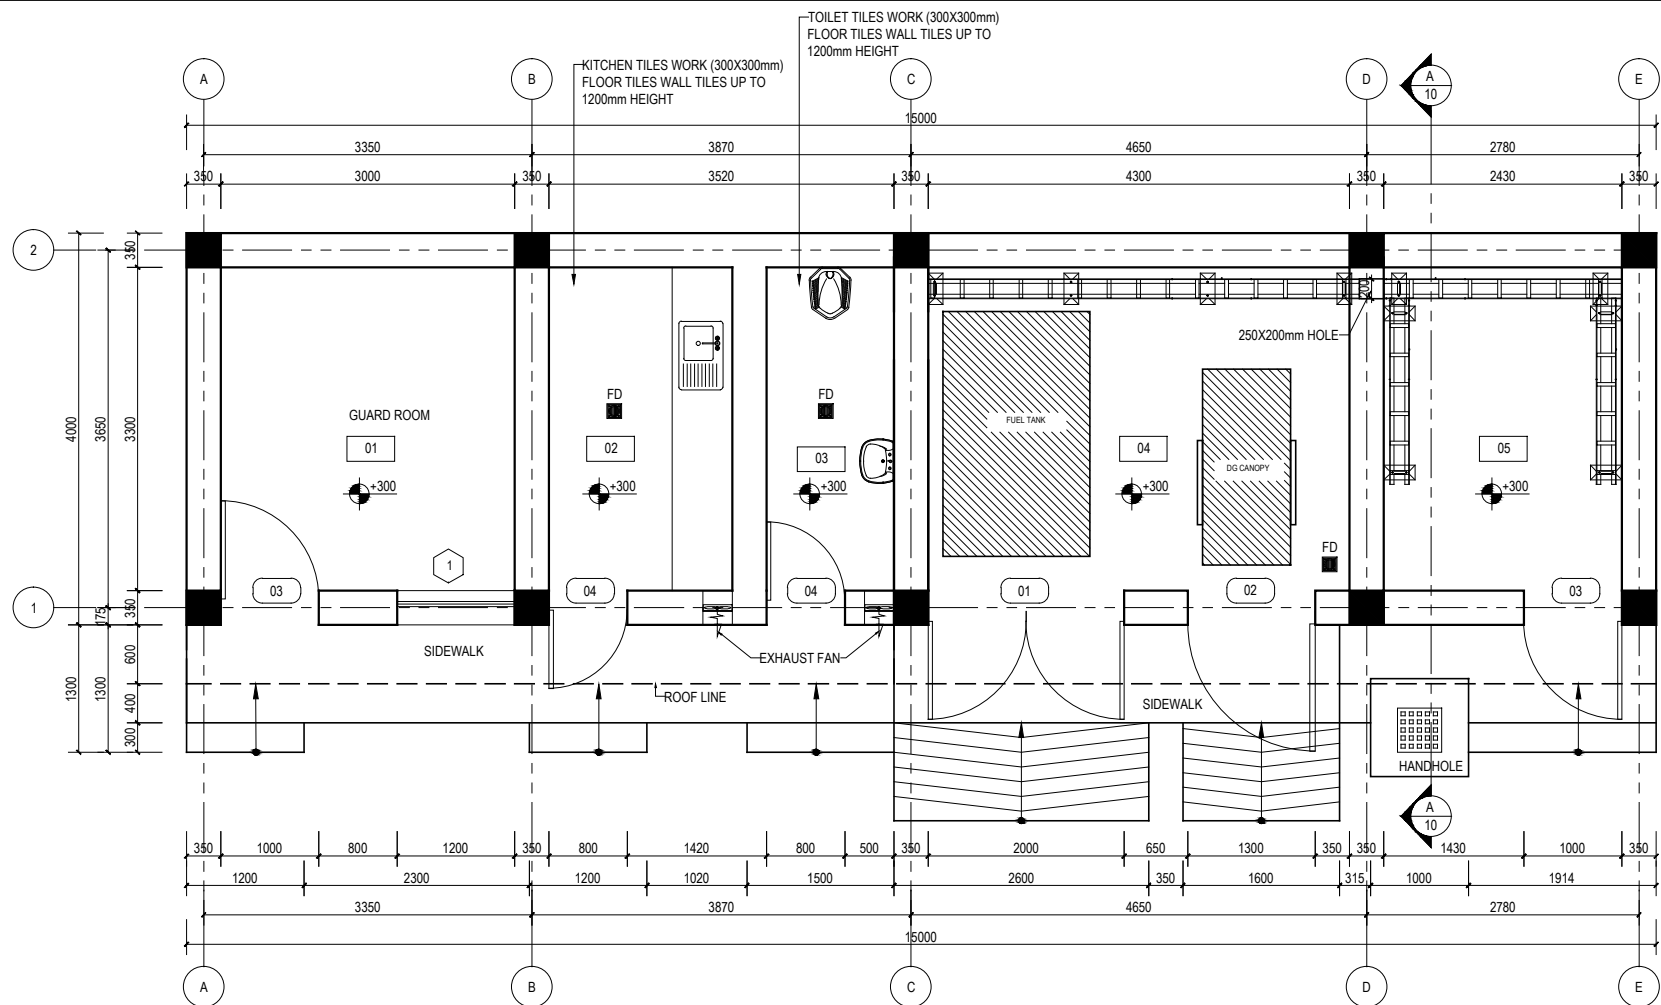 TOILET TILES WORK (300X300mm)
FLOOR TILES WALL TILES UP TO
1200mm HEIGHT
KITCHEN TILES WORK (300X300mm)
FLOOR TILES WALL TILES UP TO
1200mm HEIGHT
A B C D A E
10
15000
3350 3870 4650 2780
350 3000 350 3520 350 4300 350 2430 350
2
350
4000 3650 3300
200
250X200mm HOLE
FD FD
GUARD ROOM
FUEL TANK
01 02 03 04 05
DG CANOPY
+300 +300 +300 +300 +300
FD
1
03 04 04 01 02 03
1
350
175
SIDEWALK
EXHAUST FAN
600
1300 1300
ROOF LINE
SIDEWALK
400
300
HANDHOLE
A
10
350 1000 800 1200 350 800 1420 800 500 350 2000 650 1300 350 350 1430 1000 350
1200 2300 1200 1020 1500 2600 350 1600 315 1000 1914
3350 3870 4650 2780
15000
A B C D E